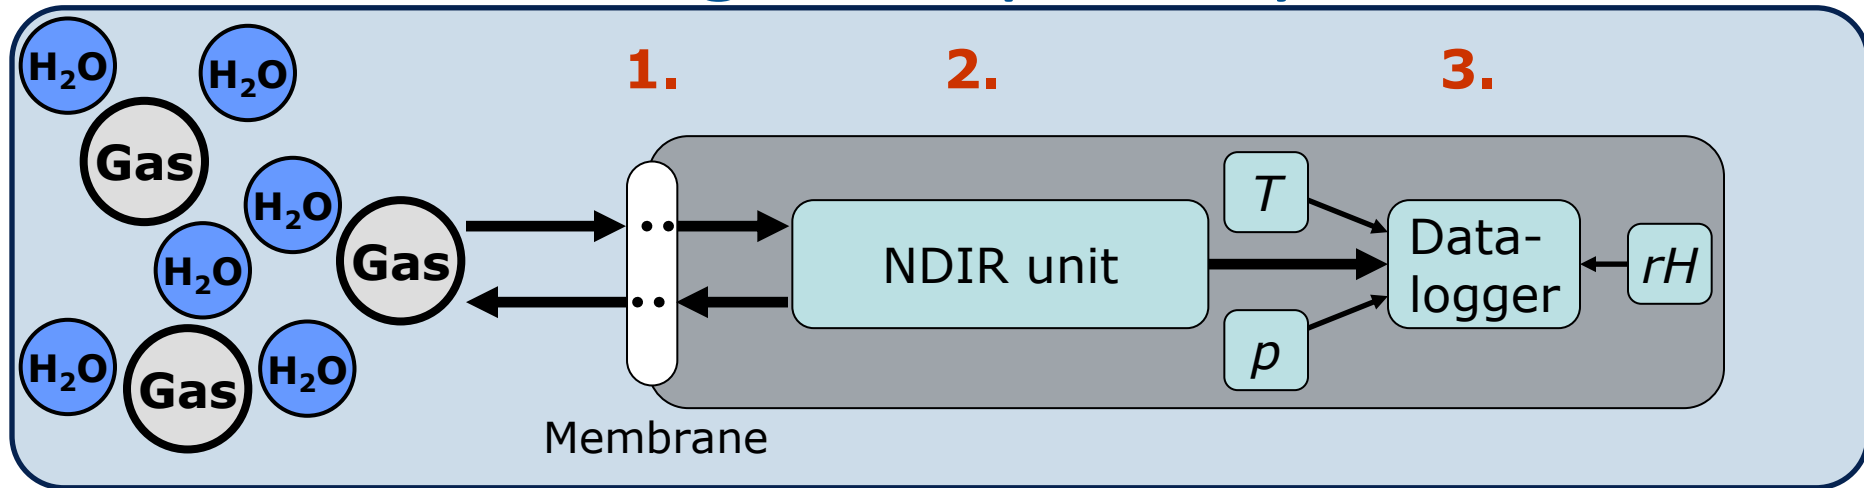 H₂O
H₂O
1.
2.
3.
Gas
H₂O
T
Gas
NDIR unit
Data-
logger
rH
H₂O
p
H₂O
Gas
H₂O
Membrane